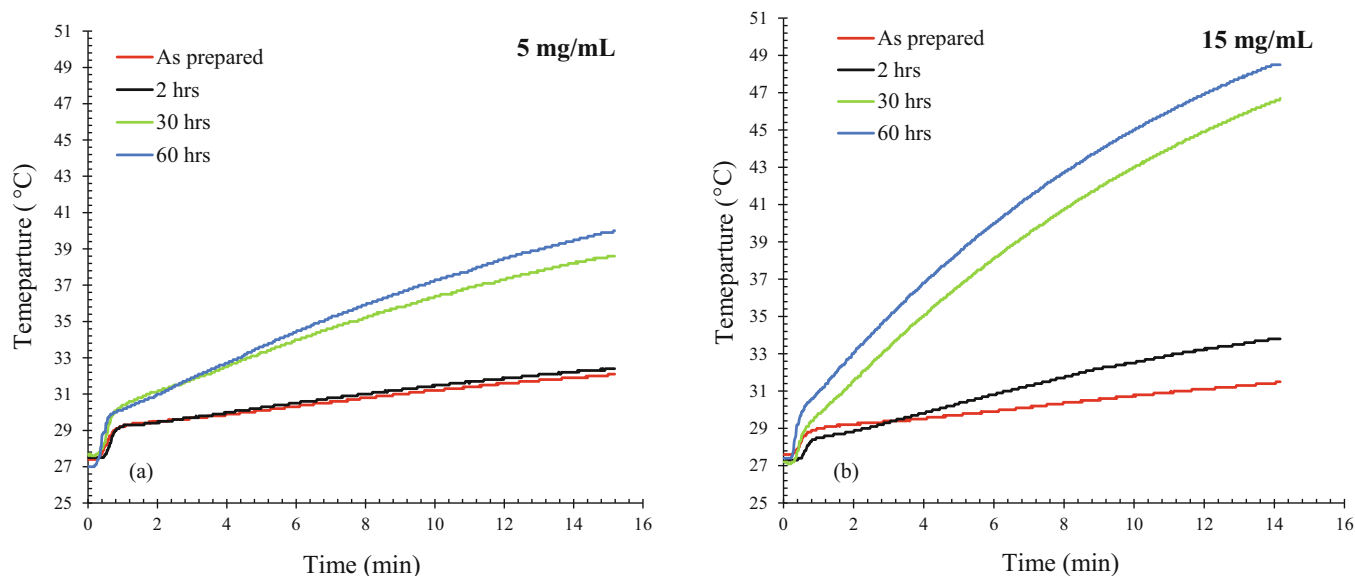 51
49
47
45
43
41
39
37
35
33
31
29
27
25
Temeparture ( °C)
As prepared
2 hrs
30 hrs
60 hrs
5 mg/mL
(a)
0 2 4 6 8 10 12 14 16
Time (min)
51
49
47
45
43
41
39
37
35
33
31
29
27
25
Temeparture ( °C)
As prepared
2 hrs
30 hrs
60 hrs
15 mg/mL
(b)
0 2 4 6 8 10 12 14 16
Time (min)